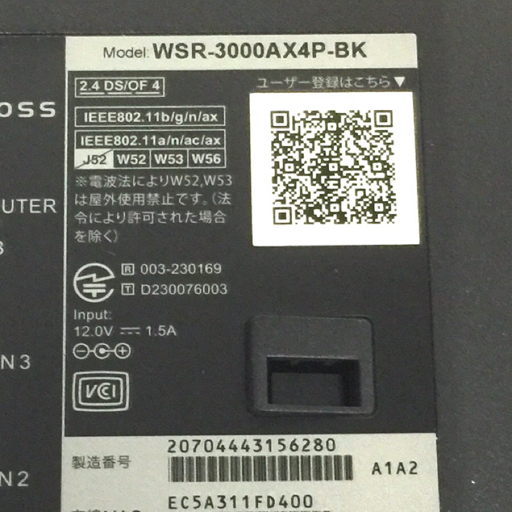 Model: WSR-3000AX4P-BK
2.4 DS/OF 4
ユーザー登録はこちら▼
oss
IEEE802.11b/g/n/ax
IEEE802.11a/n/ac/ax
J52 W52 W53 W56
※電波法によりW52,W53
は屋外使用禁止です。（法
令により許可された場合
を除く）
UTER
R 003-230169
T D230076003
Input:
12.0V ⎓ 1.5A
N3
VCCI
20704443156280
製造番号
A1A2
N2
EC5A311FD400